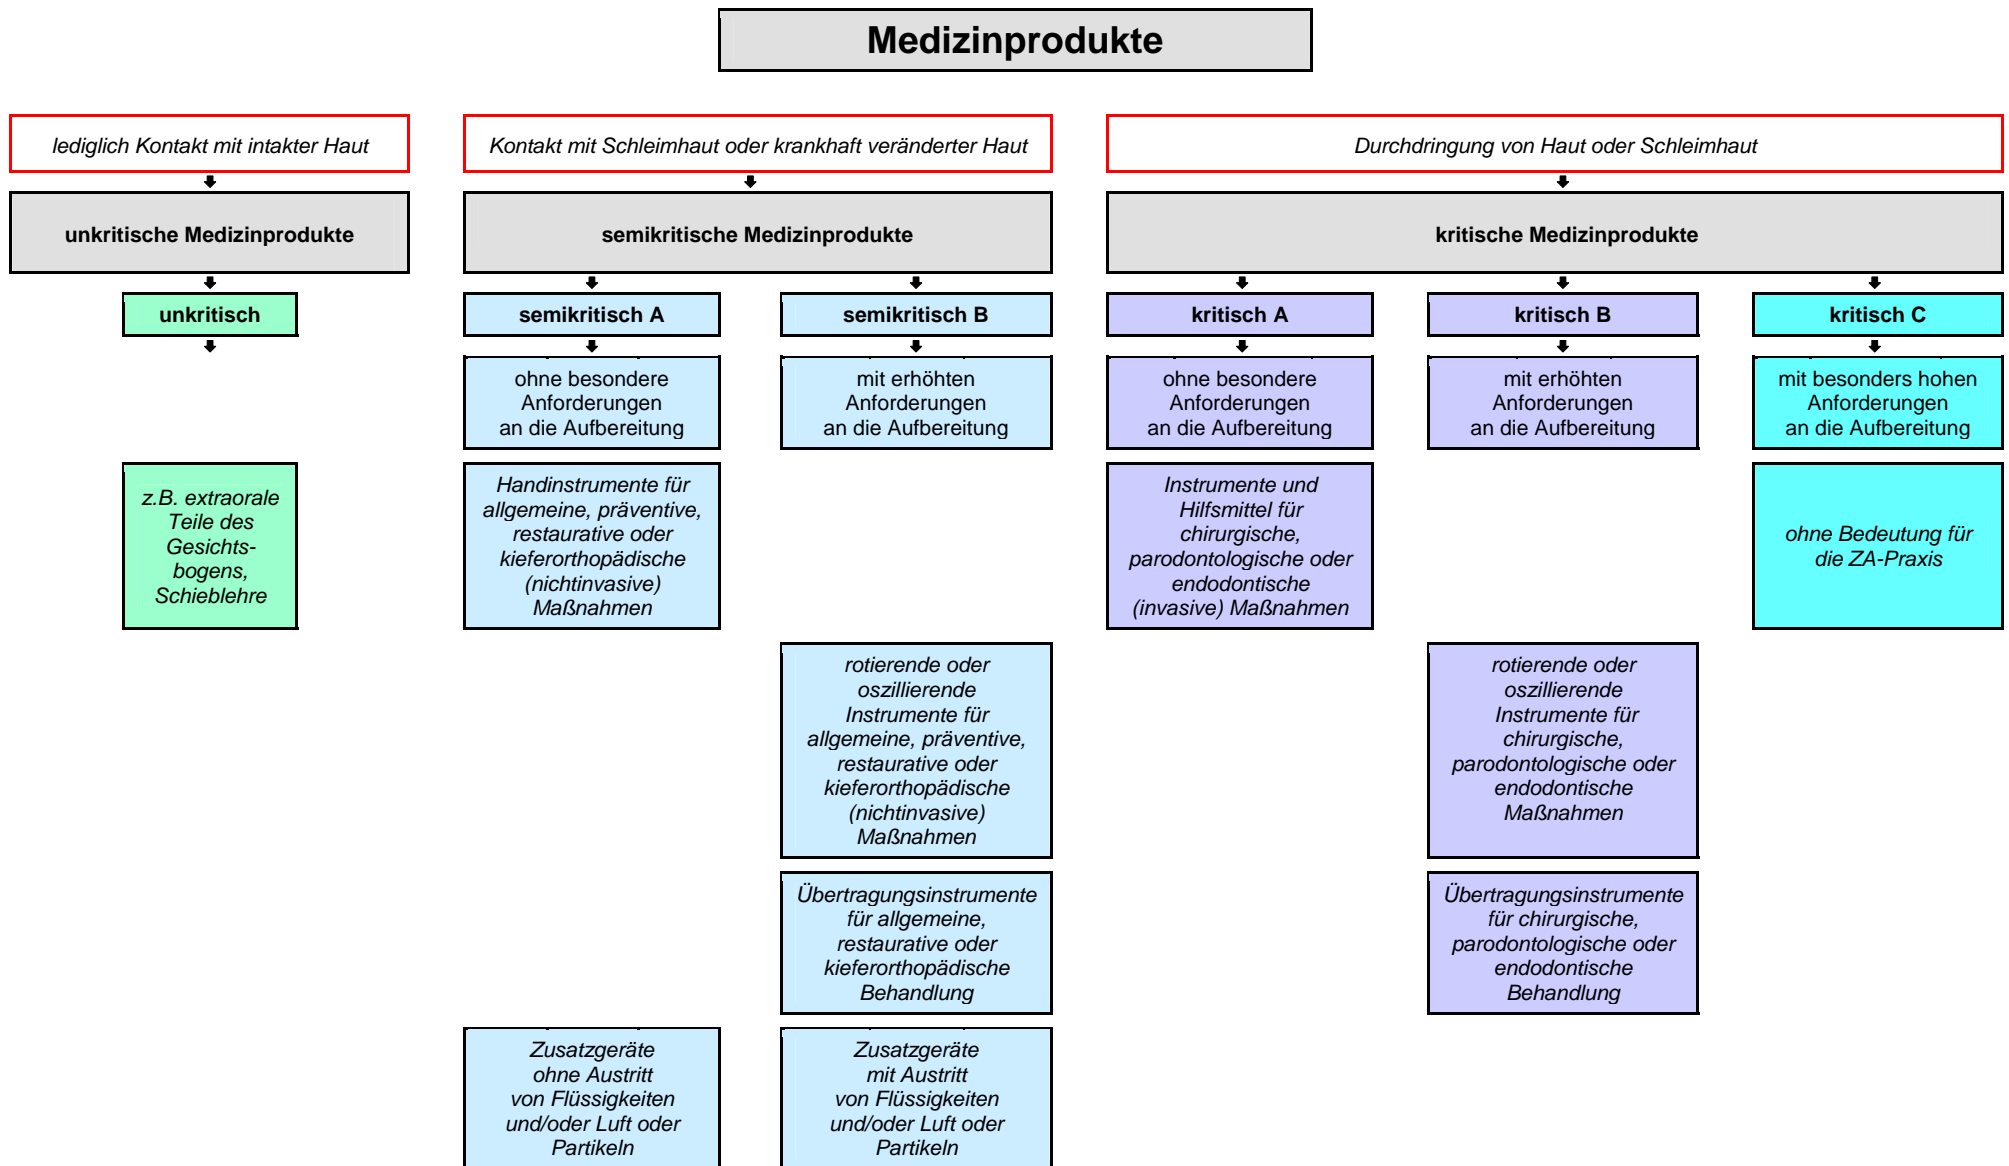 Medizinprodukte
lediglich Kontakt mit intakter Haut
Kontakt mit Schleimhaut oder krankhaft veränderter Haut
Durchdringung von Haut oder Schleimhaut
unkritische Medizinprodukte
semikritische Medizinprodukte
kritische Medizinprodukte
unkritisch
semikritisch A
semikritisch B
kritisch A
kritisch B
kritisch C
ohne besondere
Anforderungen
an die Aufbereitung
mit erhöhten
Anforderungen
an die Aufbereitung
ohne besondere
Anforderungen
an die Aufbereitung
mit erhöhten
Anforderungen
an die Aufbereitung
mit besonders hohen
Anforderungen
an die Aufbereitung
z.B. extraorale
Teile des
Gesichts-
bogens,
Schieblehre
Handinstrumente für
allgemeine, präventive,
restaurative oder
kieferorthopädische
(nichtinvasive)
Maßnahmen
Instrumente und
Hilfsmittel für
chirurgische,
parodontologische oder
endodontische
(invasive) Maßnahmen
ohne Bedeutung für
die ZA-Praxis
rotierende oder
oszillierende
Instrumente für
allgemeine, präventive,
restaurative oder
kieferorthopädische
(nichtinvasive)
Maßnahmen
rotierende oder
oszillierende
Instrumente für
chirurgische,
parodontologische oder
endodontische
Maßnahmen
Übertragungsinstrumente
für allgemeine,
restaurative oder
kieferorthopädische
Behandlung
Übertragungsinstrumente
für chirurgische,
parodontologische oder
endodontische
Behandlung
Zusatzgeräte
ohne Austritt
von Flüssigkeiten
und/oder Luft oder
Partikeln
Zusatzgeräte
mit Austritt
von Flüssigkeiten
und/oder Luft oder
Partikeln